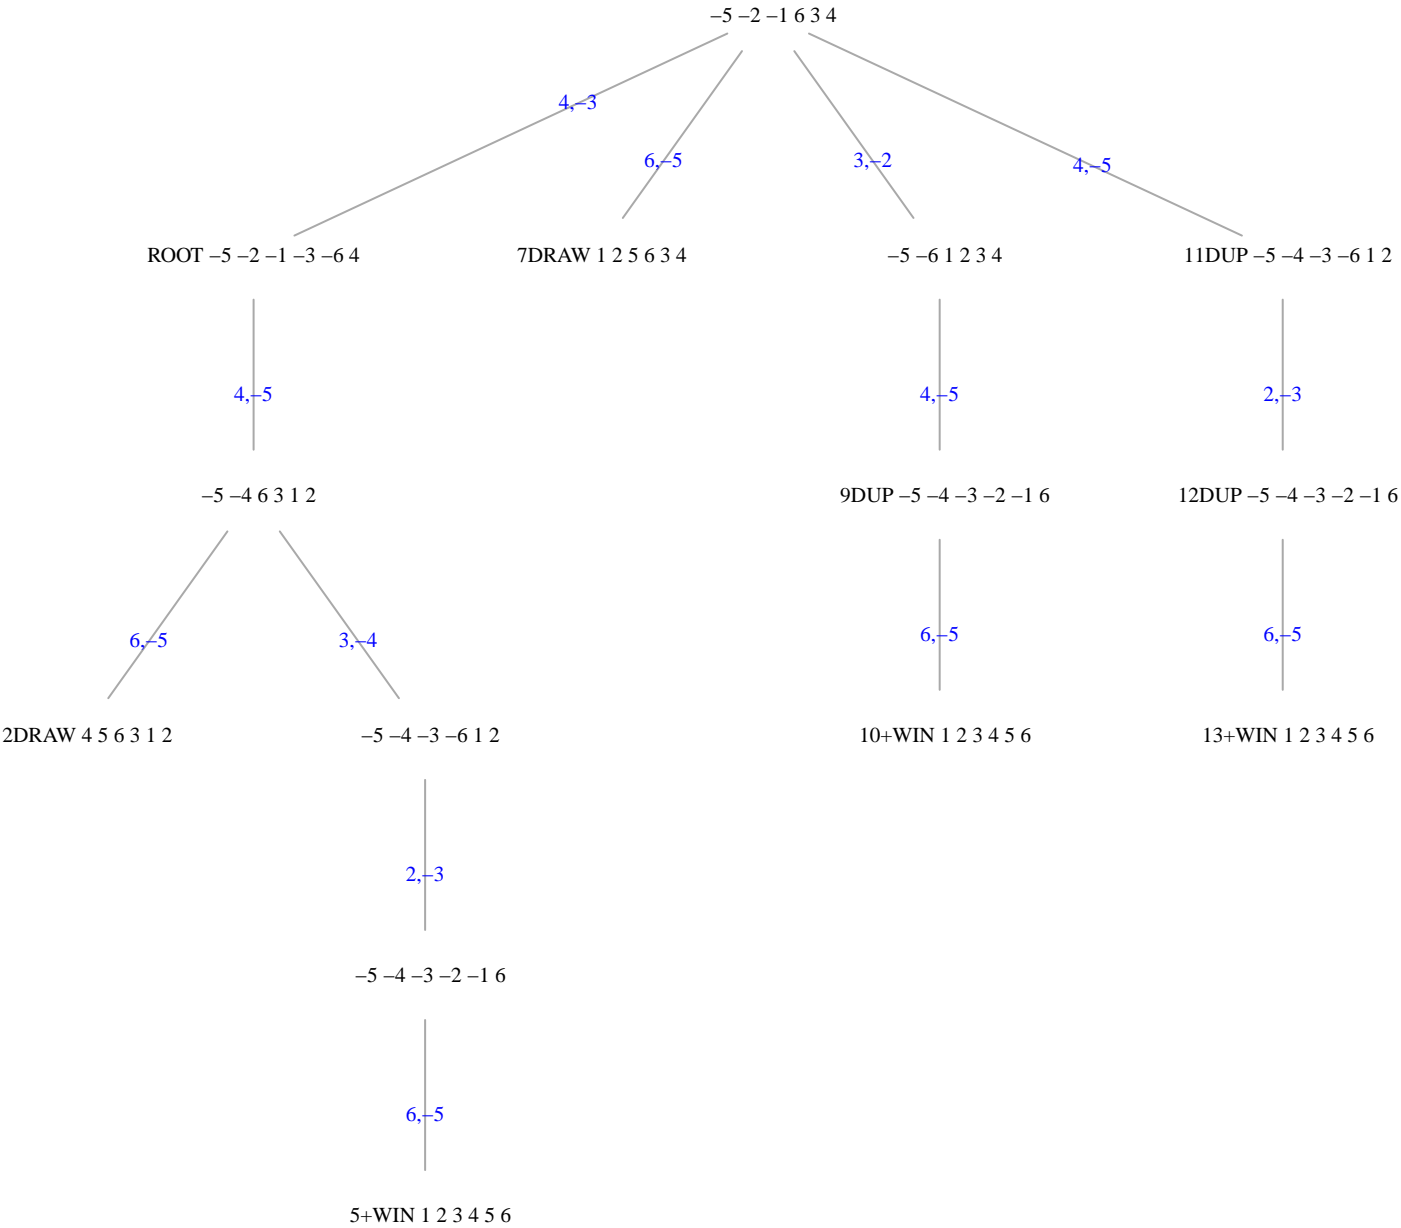 −5 −2 −1 6 3 4
4,−3
6,−5
3,−2
4,−5
ROOT −5 −2 −1 −3 −6 4
7DRAW 1 2 5 6 3 4
−5 −6 1 2 3 4
11DUP −5 −4 −3 −6 1 2
4,−5
4,−5
2,−3
−5 −4 6 3 1 2
9DUP −5 −4 −3 −2 −1 6
12DUP −5 −4 −3 −2 −1 6
6,−5
3,−4
6,−5
6,−5
2DRAW 4 5 6 3 1 2
−5 −4 −3 −6 1 2
10+WIN 1 2 3 4 5 6
13+WIN 1 2 3 4 5 6
2,−3
−5 −4 −3 −2 −1 6
6,−5
5+WIN 1 2 3 4 5 6